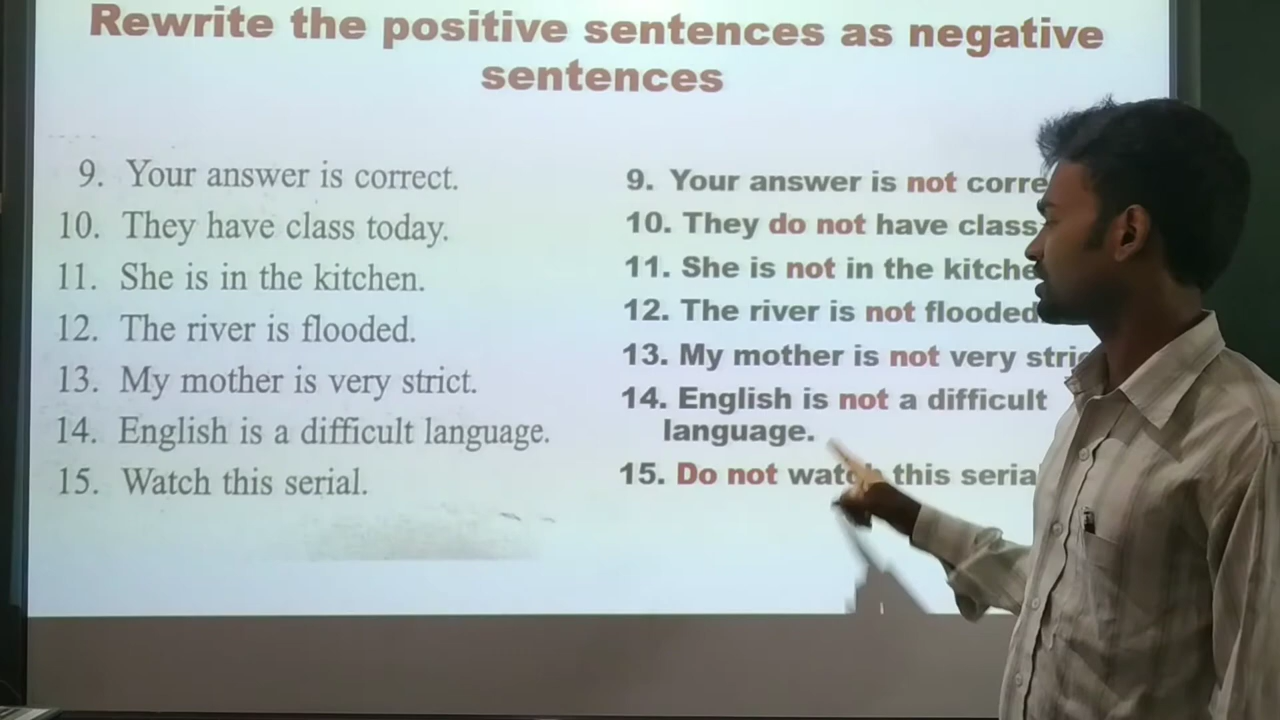 Rewrite the positive sentences as negative
sentences
9. Your answer is correct.
10. They have class today.
11. She is in the kitchen.
12. The river is flooded.
13. My mother is very strict.
14. English is a difficult language.
15. Watch this serial.
9. Your answer is not
10. They do not have class
11. She is not in the
12. The river is not flooded
13. My mother is not very
14. English is not a difficult
language.
15. Do not watch this